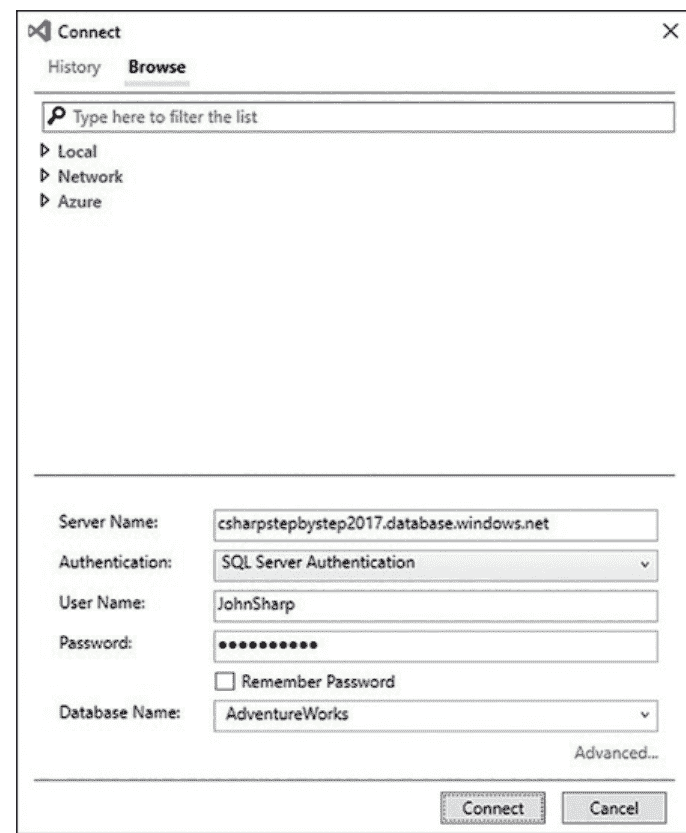 Connect
History Browse
Type here to filter the list
Local
Network
Azure
Server Name: csharpstepbystep2017.database.windows.net
Authentication: SQL Server Authentication
User Name: JohnSharp
Password: ●●●●●●●●●●
Remember Password
Database Name: AdventureWorks
Advanced...
Connect Cancel